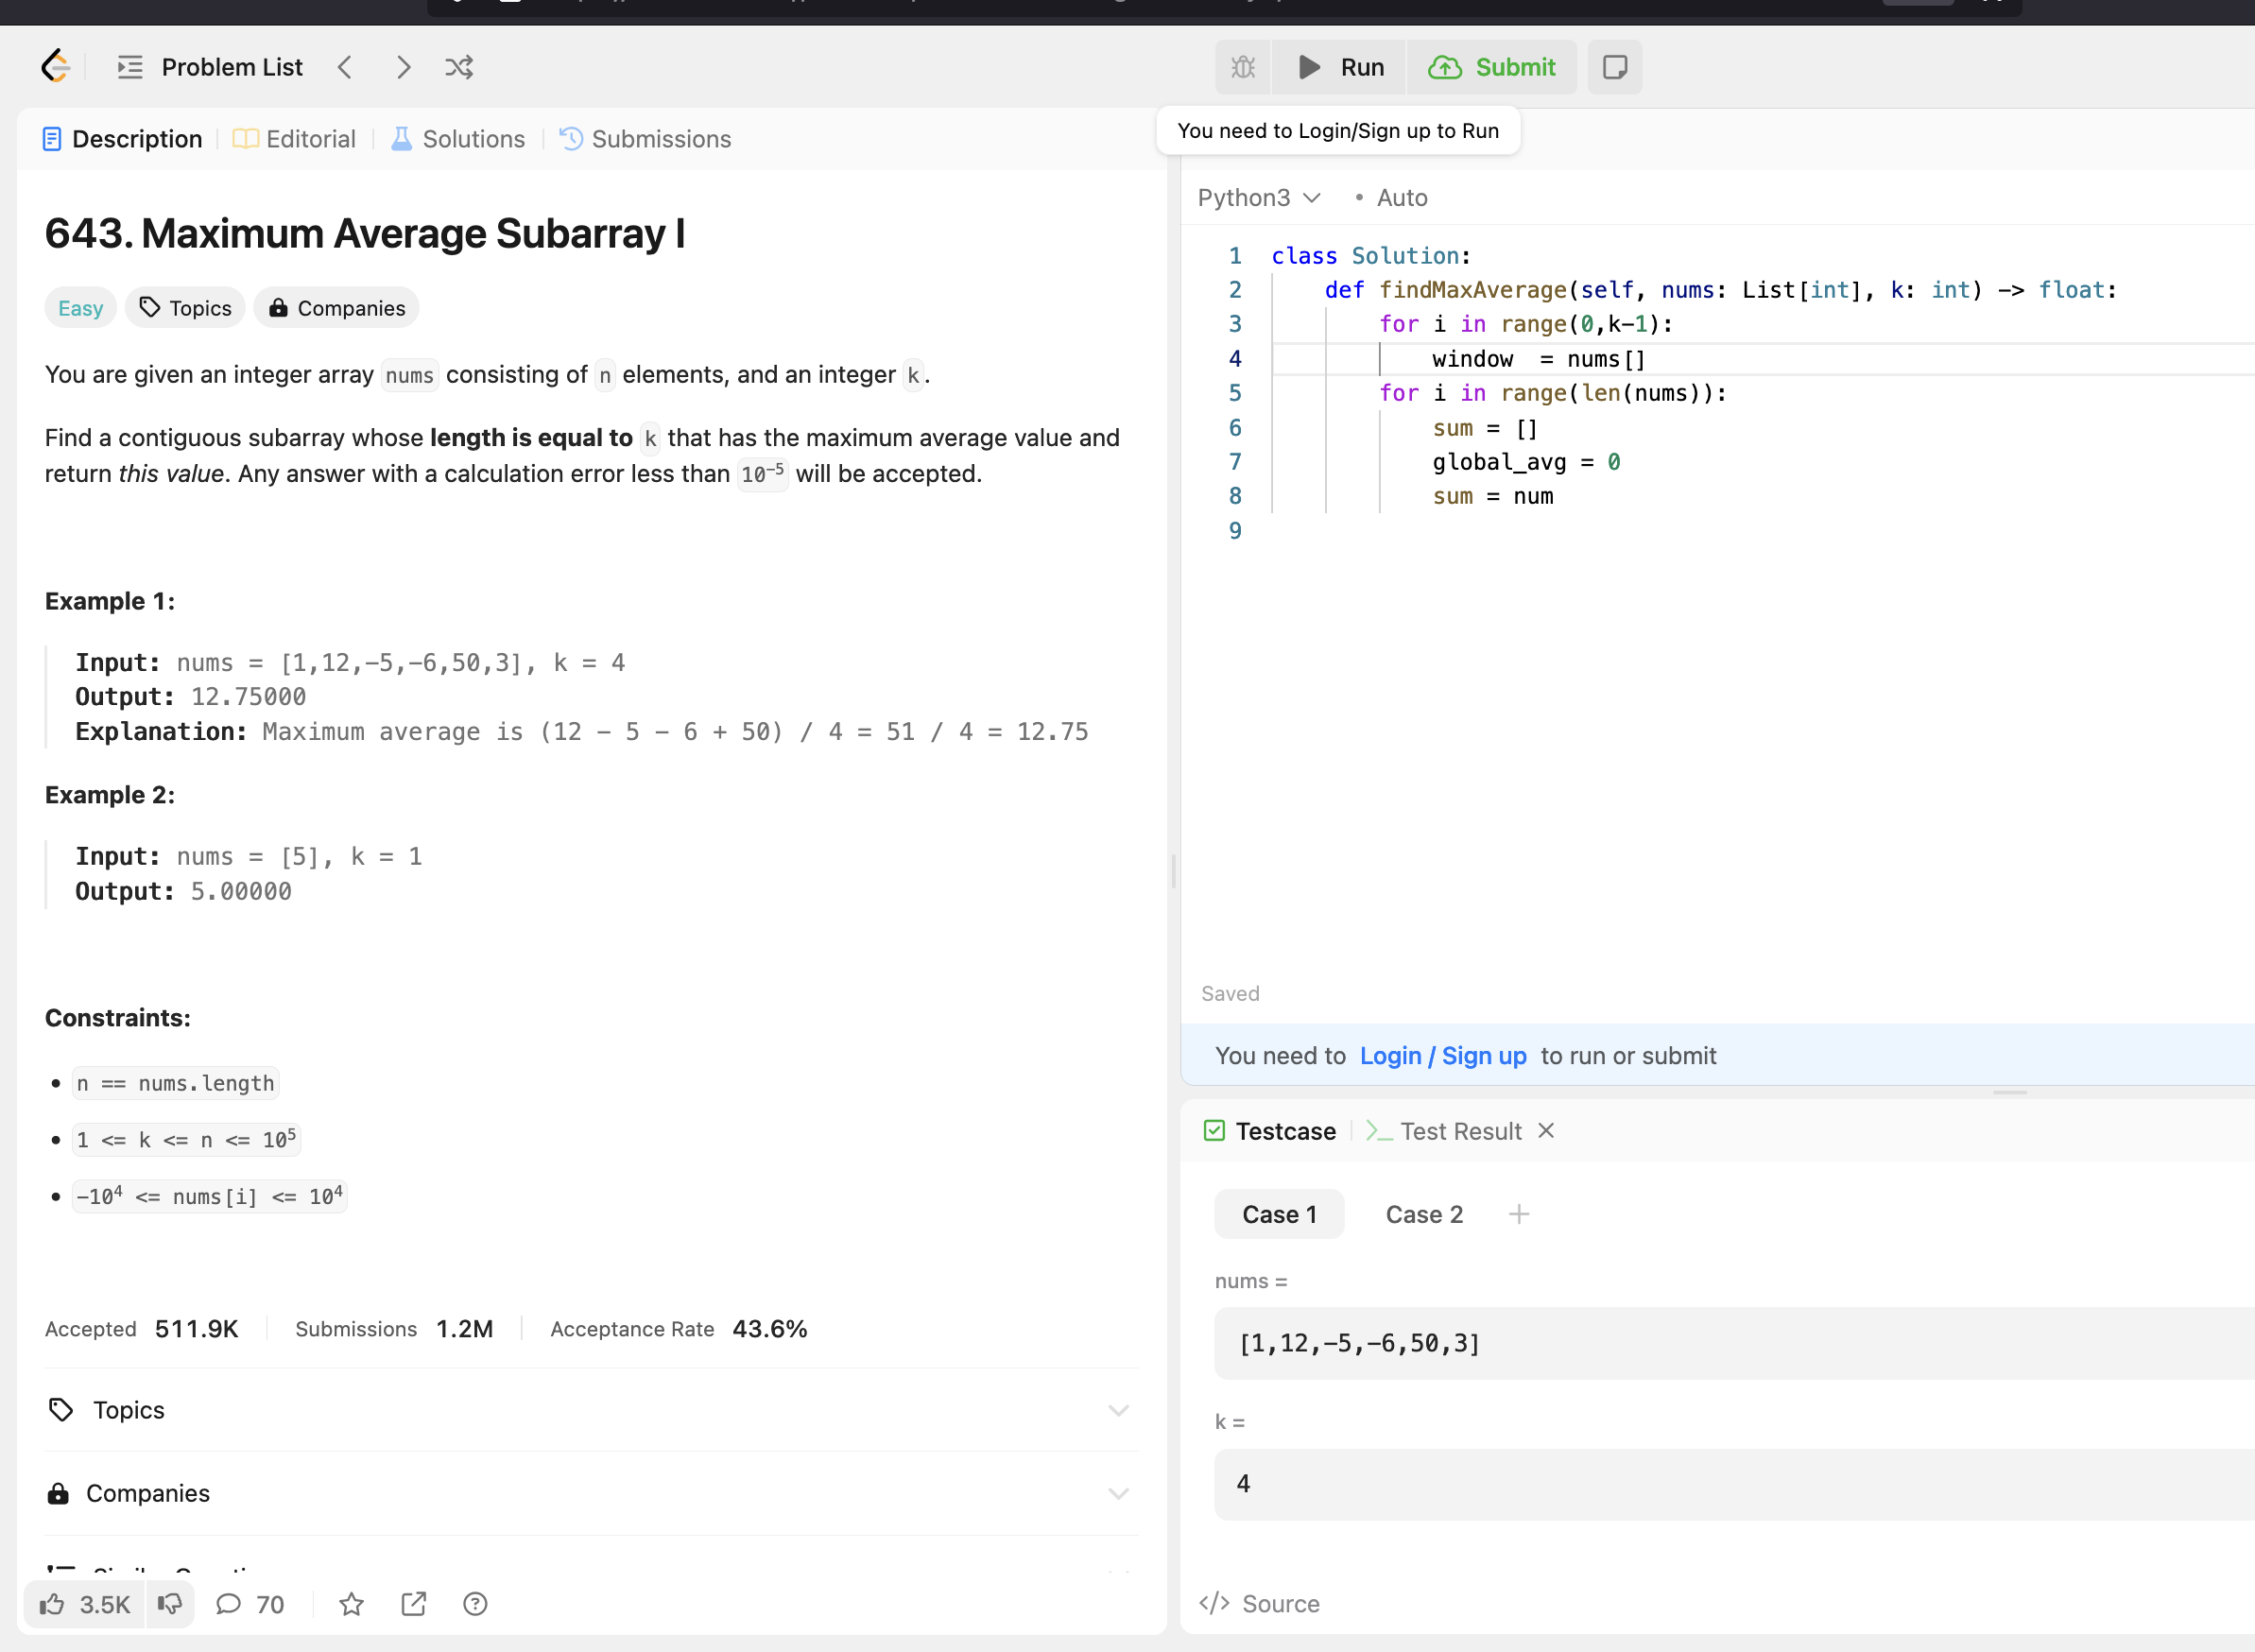 Problem List
Run
Submit
Description
Editorial
Solutions
Submissions
You need to Login/Sign up to Run
643. Maximum Average Subarray I
Easy
Topics
Companies
You are given an integer array nums consisting of n elements, and an integer k.
Find a contiguous subarray whose length is equal to k that has the maximum average value and
return this value. Any answer with a calculation error less than 10⁻⁵ will be accepted.
Example 1:
Input: nums = [1,12,-5,-6,50,3], k = 4
Output: 12.75000
Explanation: Maximum average is (12 - 5 - 6 + 50) / 4 = 51 / 4 = 12.75
Example 2:
Input: nums = [5], k = 1
Output: 5.00000
Constraints:
• n == nums.length
• 1 <= k <= n <= 10⁵
• -10⁴ <= nums[i] <= 10⁴
Accepted 511.9K Submissions 1.2M Acceptance Rate 43.6%
Topics
Companies
3.5K
70
Python3 • Auto
1 class Solution:
2     def findMaxAverage(self, nums: List[int], k: int) -> float:
3         for i in range(0,k-1):
4             window  = nums[]
5         for i in range(len(nums)):
6             sum = []
7             global_avg = 0
8             sum = num
9
Saved
You need to Login / Sign up to run or submit
Testcase
>_ Test Result
Case 1
Case 2
nums =
[1,12,-5,-6,50,3]
k =
4
</> Source